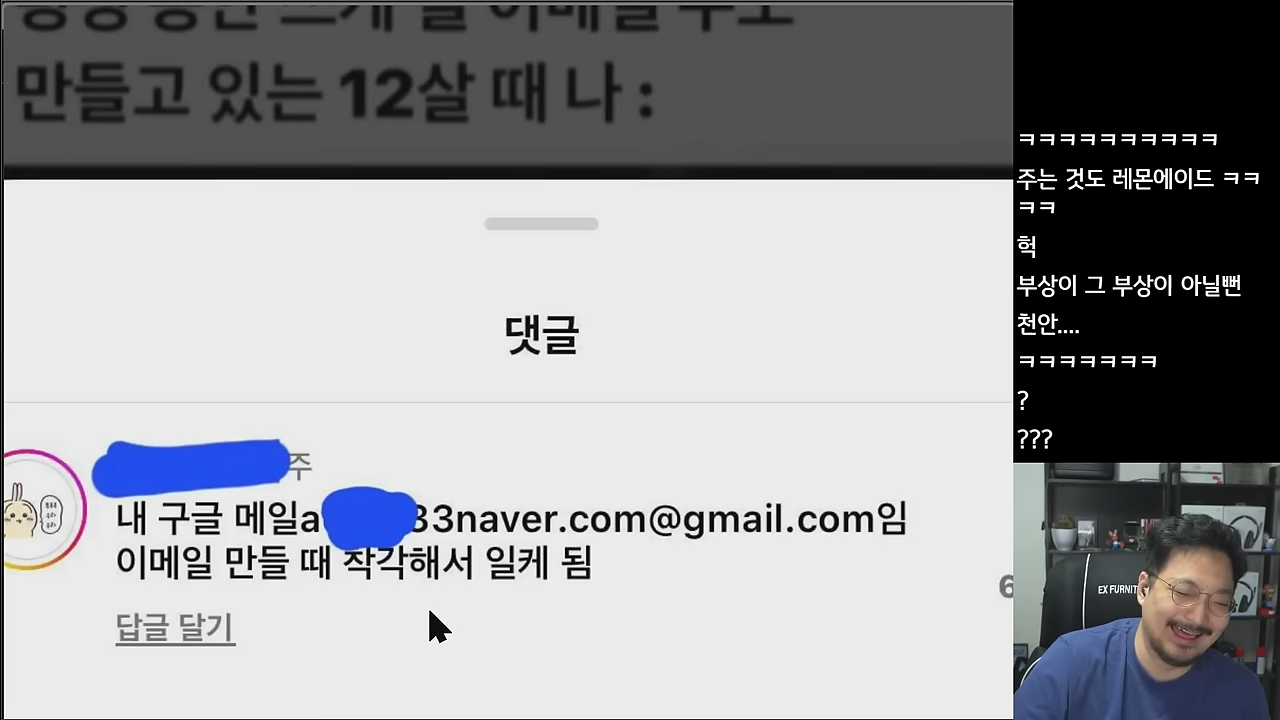 만들고 있는 12살 때 나 :
댓글
주
내 구글 메일a 33naver.com@gmail.com임
이메일 만들 때 착각해서 일케 됨
답글 달기
6
ㅋㅋㅋㅋㅋㅋㅋㅋㅋㅋ
주는 것도 레몬에이드 ㅋㅋ
ㅋㅋ
헉
부상이 그 부상이 아닐뻔
천안....
ㅋㅋㅋㅋㅋㅋㅋ
?
???
EX FURNIT